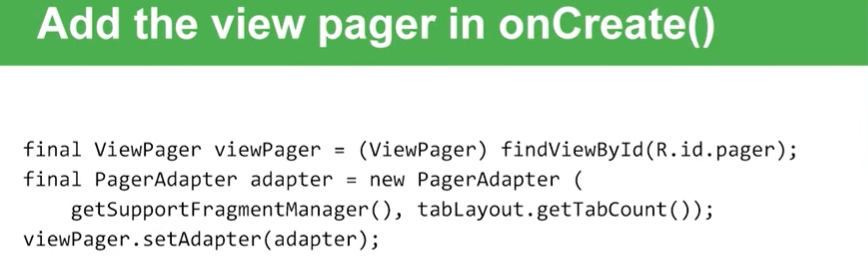 Add the view pager in onCreate()
final ViewPager viewPager = (ViewPager) findViewById(R.id.pager);
final PagerAdapter adapter = new PagerAdapter (
    getSupportFragmentManager(), tabLayout.getTabCount());
viewPager.setAdapter(adapter);